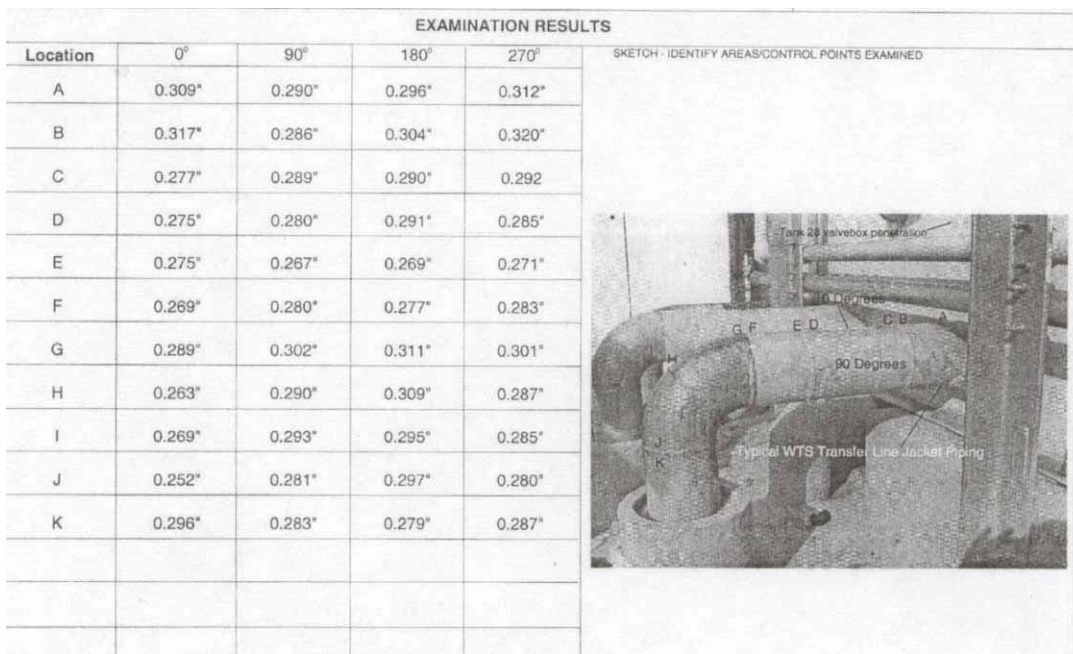 EXAMINATION RESULTS
Location 0° 90° 180° 270°
A 0.309" 0.290" 0.296" 0.312"
B 0.317" 0.286" 0.304" 0.320"
C 0.277" 0.289" 0.290" 0.292
D 0.275" 0.280" 0.291" 0.285"
E 0.275" 0.267" 0.269" 0.271"
F 0.269" 0.280" 0.277" 0.283"
G 0.289" 0.302" 0.311" 0.301"
H 0.263" 0.290" 0.309" 0.287"
I 0.269" 0.293" 0.295" 0.285"
J 0.252" 0.281" 0.297" 0.280"
K 0.296" 0.283" 0.279" 0.287"
SKETCH - IDENTIFY AREAS/CONTROL POINTS EXAMINED
Tank 28 valvebox penetration
Degrees
G F E D C B A
90 Degrees
H
I
J
K
Typical WTS Transfer Line Jacket Piping